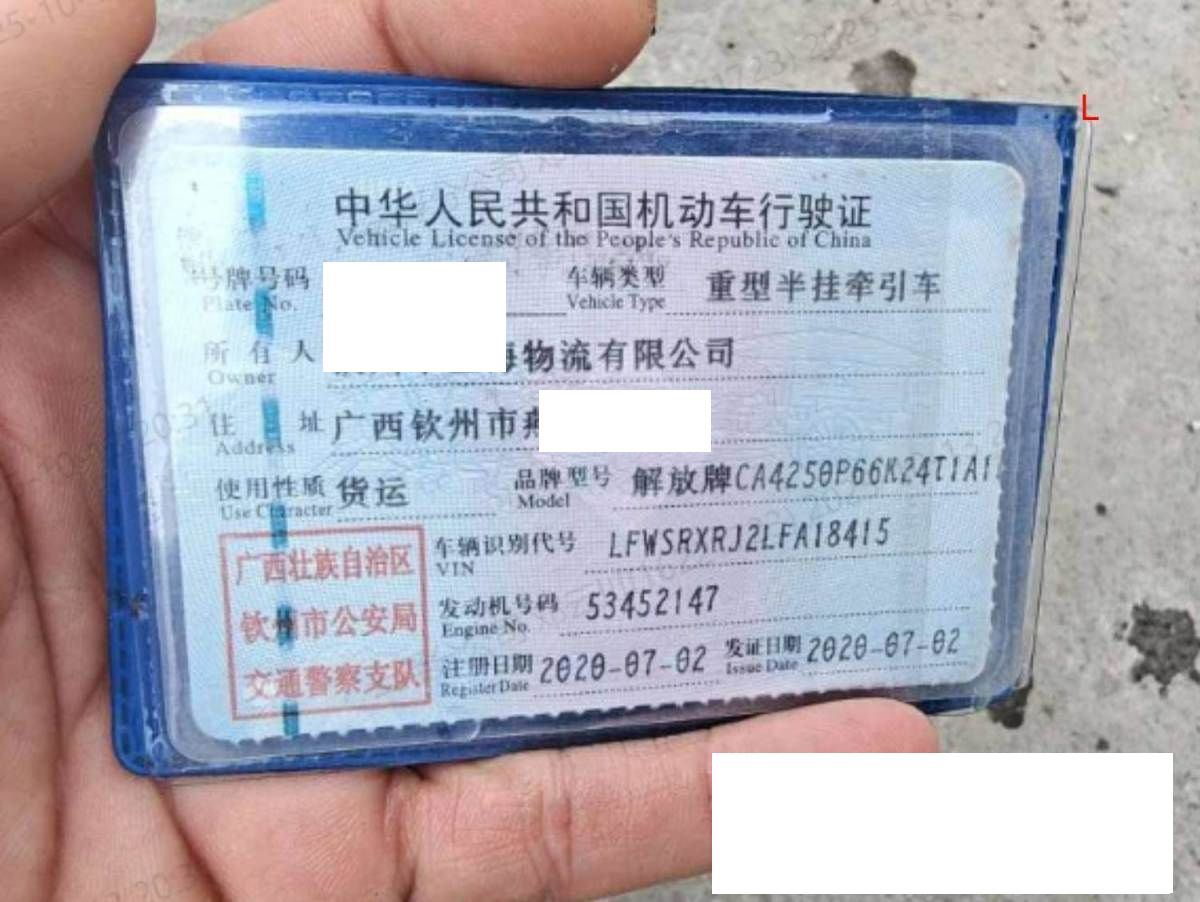 L
中华人民共和国机动车行驶证
Vehicle License of the People's Republic of China
号牌号码 车辆类型 重型半挂牵引车
Plate No. Vehicle Type
所有人 物流有限公司
Owner
住址 广西钦州市
Address
使用性质 货运 品牌型号 解放牌CA4250P66K24T1A1
Use Character Model
广西壮族自治区
钦州市公安局
交通警察支队
车辆识别代号 LFWSRXRJ2LFA18415
VIN
发动机号码 53452147
Engine No.
注册日期 2020-07-02 发证日期 2020-07-02
Register Date Issue Date